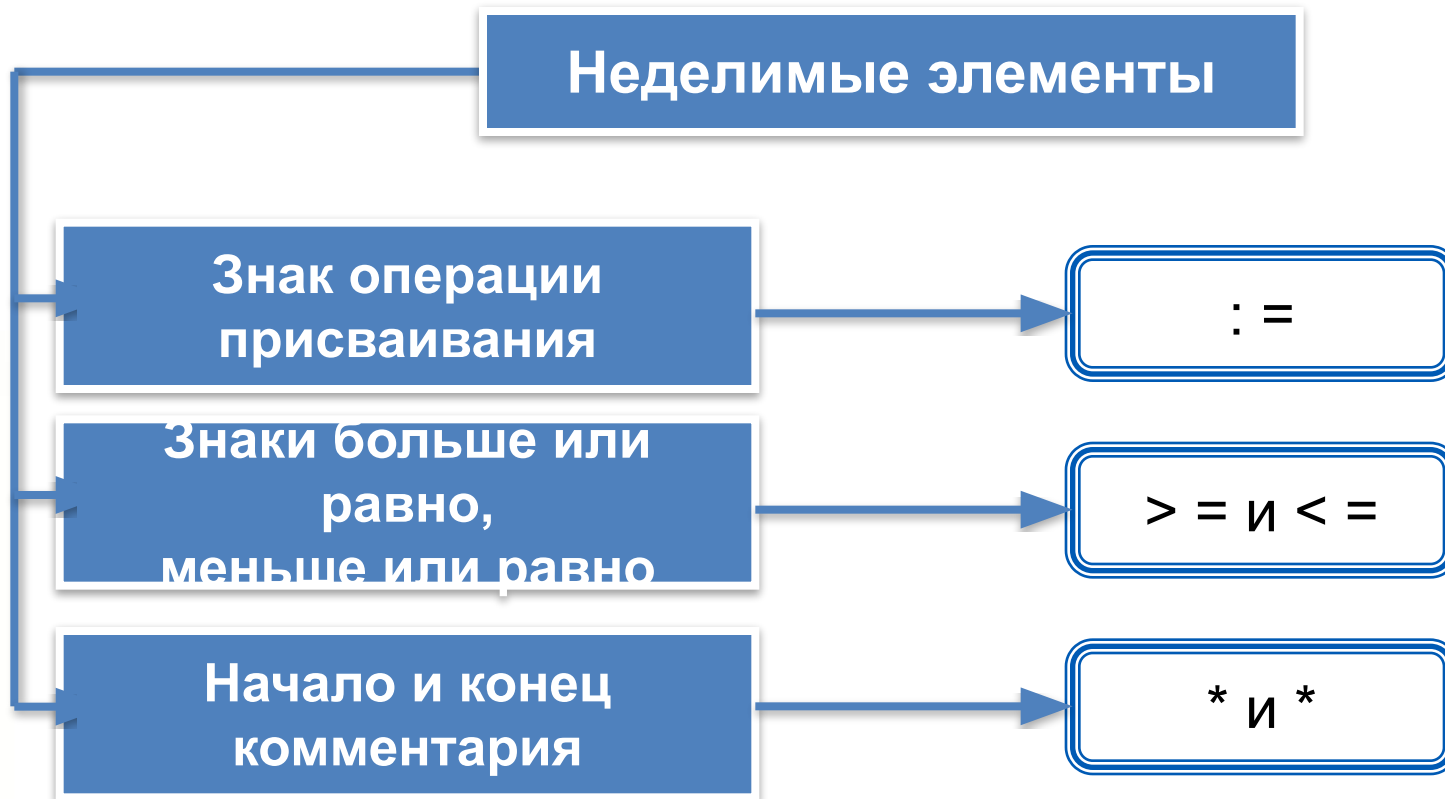 Неделимые элементы
Знак операции
присваивания
: =
Знаки больше или
равно,
меньше или равно
> = и < =
Начало и конец
комментария
* и *